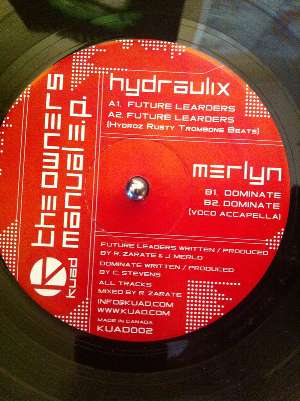 the owners
manual e.p.
kuad
hydraulix
A1. FUTURE LEARDERS
A2. FUTURE LEARDERS
(HYDROZ RUSTY TROMBONE BEATS)
merlyn
B1. DOMINATE
B2. DOMINATE
(VOCO ACCAPELLA)
FUTURE LEADERS WRITTEN / PRODUCED
BY R. ZARATE & J. MERLO
DOMINATE WRITTEN / PRODUCED
BY C. STEVENS
ALL TRACKS
MIXED BY R. ZARATE
INFO@KUAD.COM
WWW.KUAD.COM
MADE IN CANADA
KUAD002